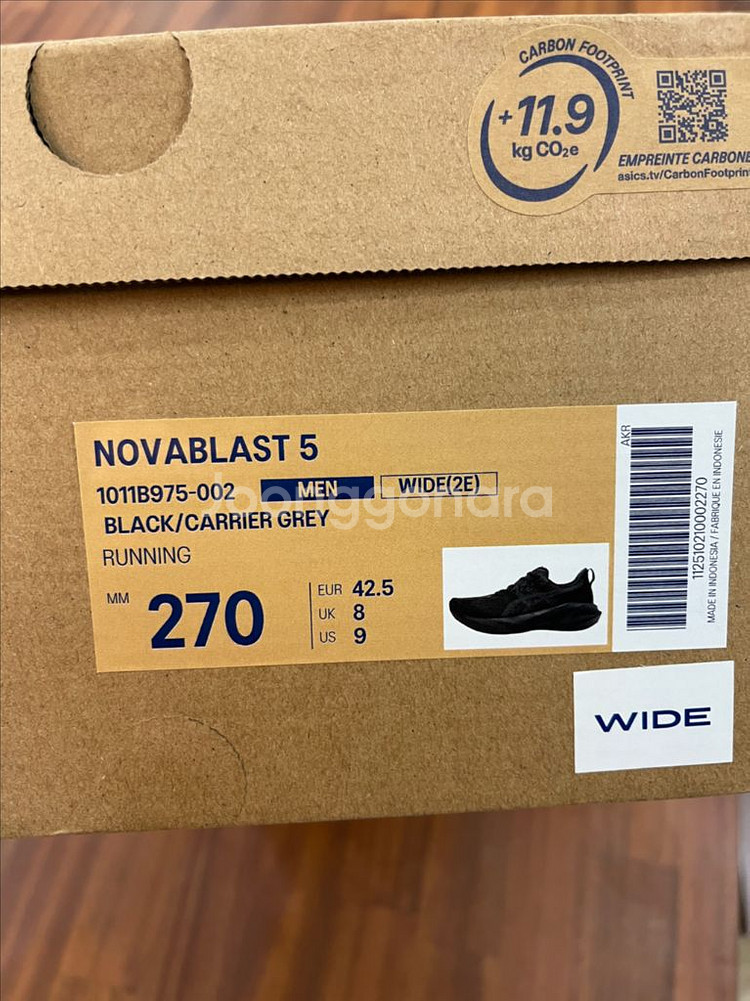 CARBON FOOTPRINT
+11.9
kg CO₂e
EMPREINTE CARBONE
asics.tv/CarbonFootprint
NOVABLAST 5
1011B975-002 MEN WIDE(2E)
BLACK/CARRIER GREY
RUNNING
MM 270
EUR 42.5
UK 8
US 9
AKR
112510210002270
MADE IN INDONESIA / FABRIQUE EN INDONESIE
WIDE
Joonggonara